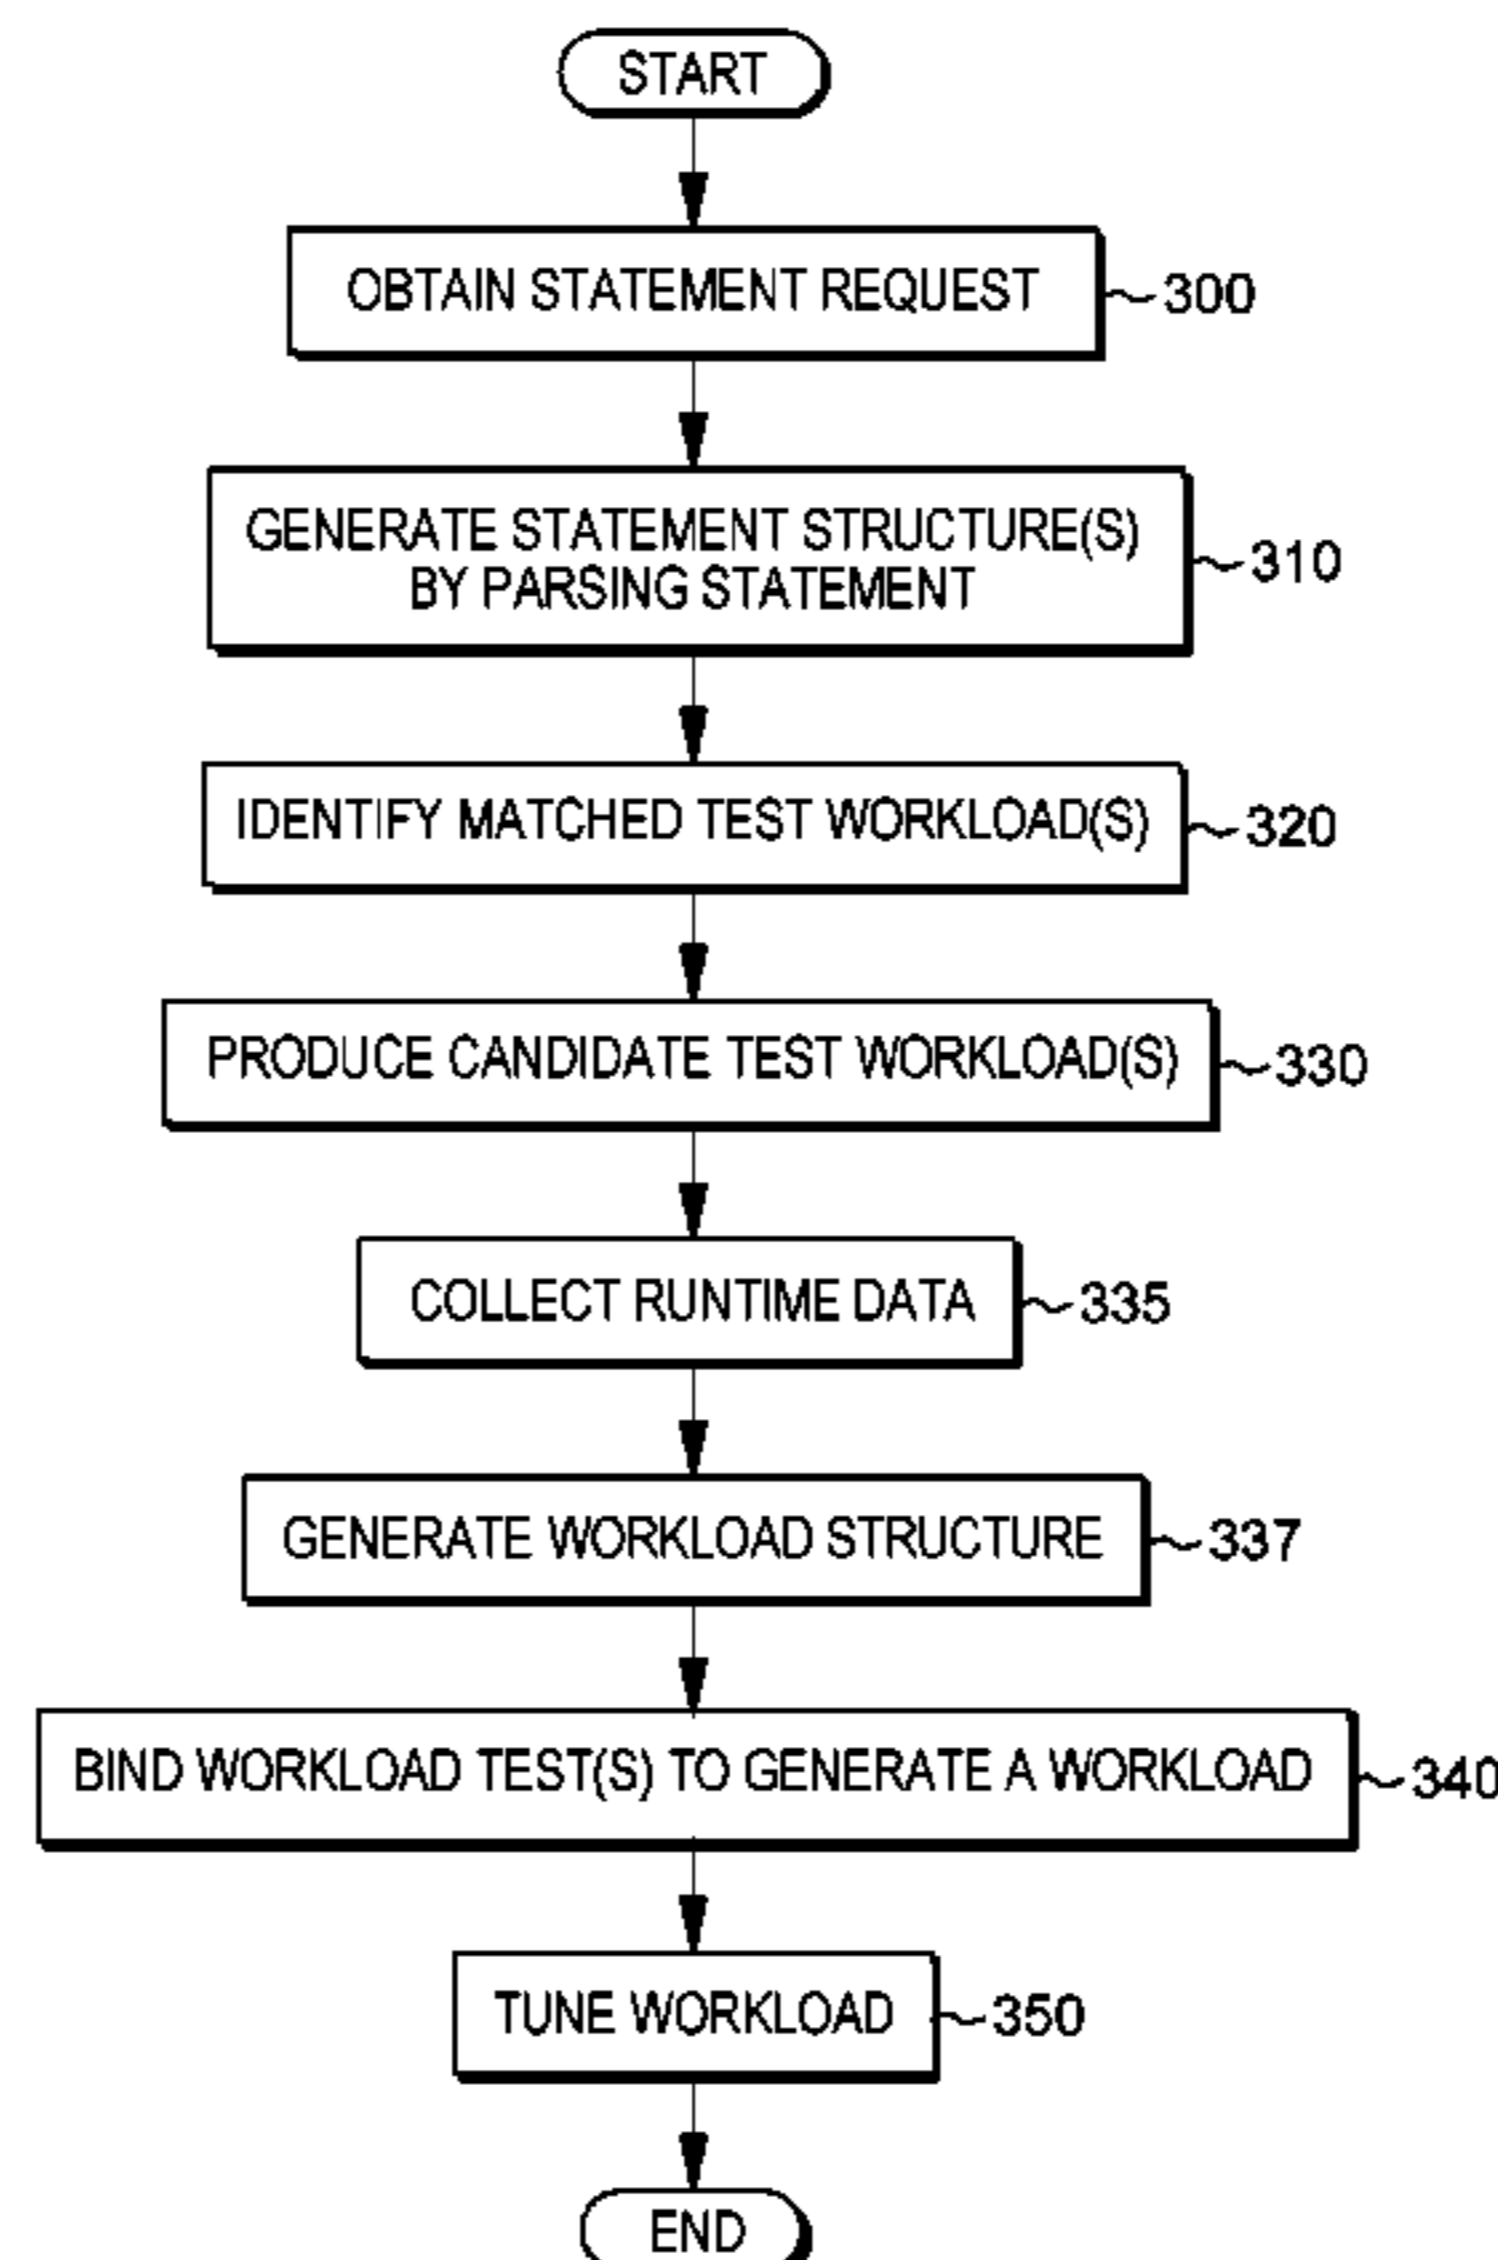 START
OBTAIN STATEMENT REQUEST
300
GENERATE STATEMENT STRUCTURE(S)
BY PARSING STATEMENT
310
IDENTIFY MATCHED TEST WORKLOAD(S)
320
PRODUCE CANDIDATE TEST WORKLOAD(S)
330
COLLECT RUNTIME DATA
335
GENERATE WORKLOAD STRUCTURE
337
BIND WORKLOAD TEST(S) TO GENERATE A WORKLOAD
340
TUNE WORKLOAD
350
END